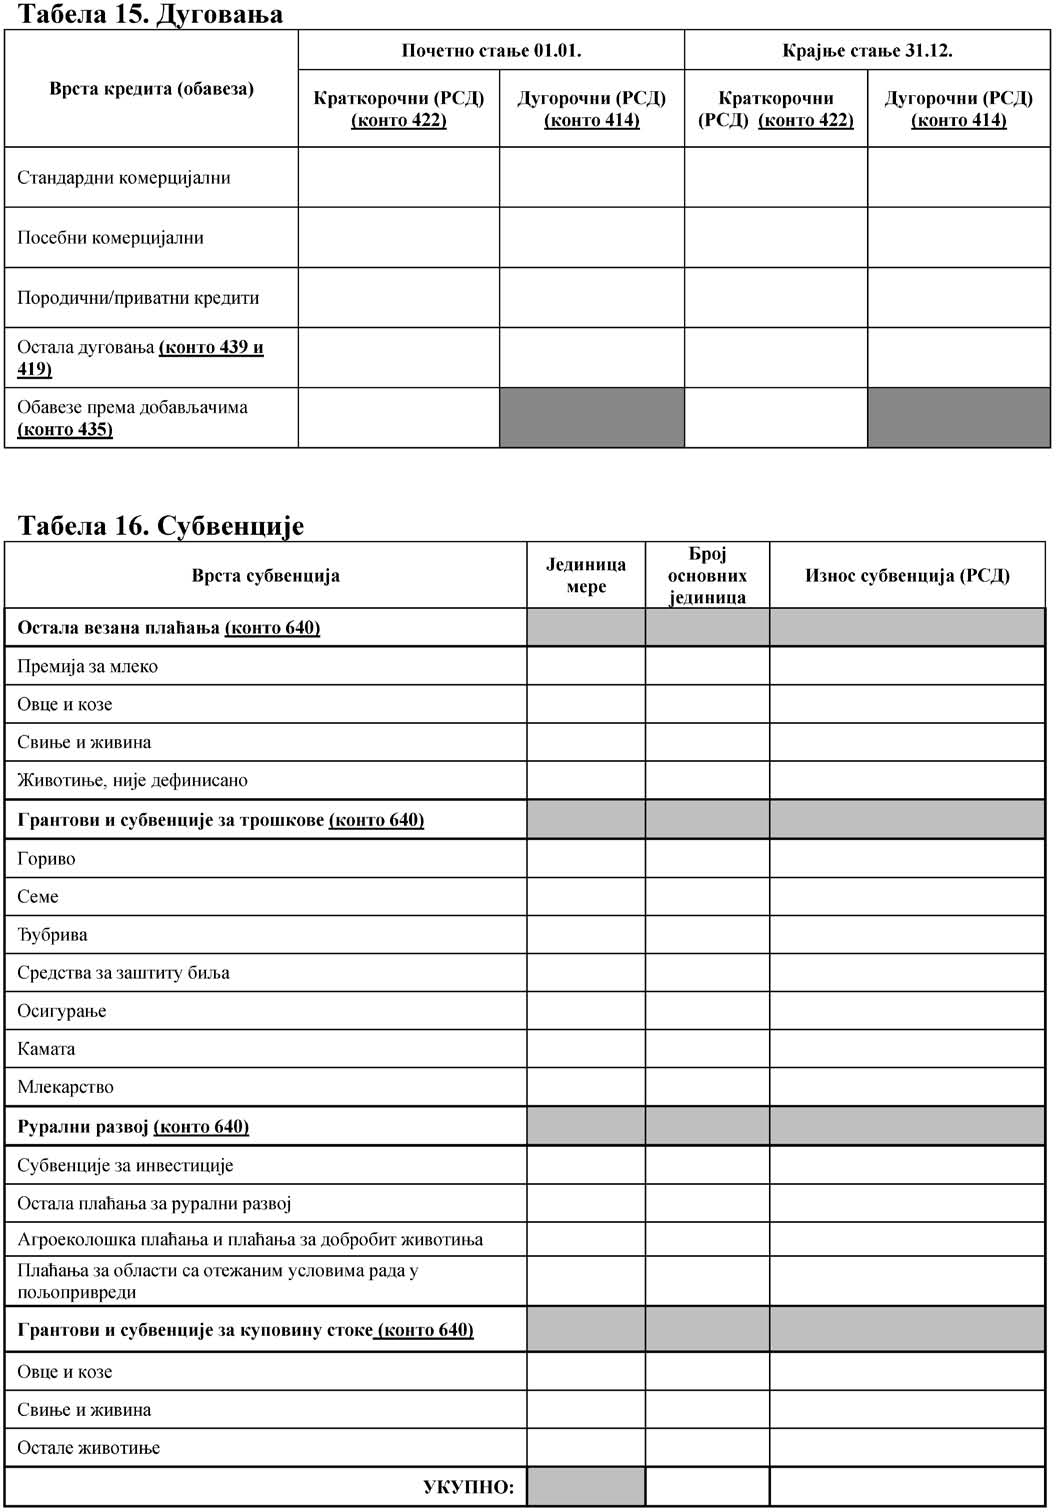 Табела 15. Дуговања
Врста кредита (обавеза)
Почетно стање 01.01.
Крајње стање 31.12.
Краткорочни (РСД)
(конто 422)
Дугорочни (РСД)
(конто 414)
Краткорочни
(РСД) (конто 422)
Дугорочни (РСД)
(конто 414)
Стандардни комерцијални
Посебни комерцијални
Породични/приватни кредити
Остала дуговања (конто 439 и
419)
Обавезе према добављачима
(конто 435)
Табела 16. Субвенције
Врста субвенција
Јединица
мере
Број
основних
јединица
Износ субвенција (РСД)
Остала везана плаћања (конто 640)
Премија за млеко
Овце и козе
Свиње и живина
Животиње, није дефинисано
Грантови и субвенције за трошкове (конто 640)
Гориво
Семе
Ђубрива
Средства за заштиту биља
Осигурање
Камата
Млекарство
Рурални развој (конто 640)
Субвенције за инвестиције
Остала плаћања за рурални развој
Агроеколошка плаћања и плаћања за добробит животиња
Плаћања за области са отежаним условима рада у
пољопривреди
Грантови и субвенције за куповину стоке (конто 640)
Овце и козе
Свиње и живина
Остале животиње
УКУПНО: